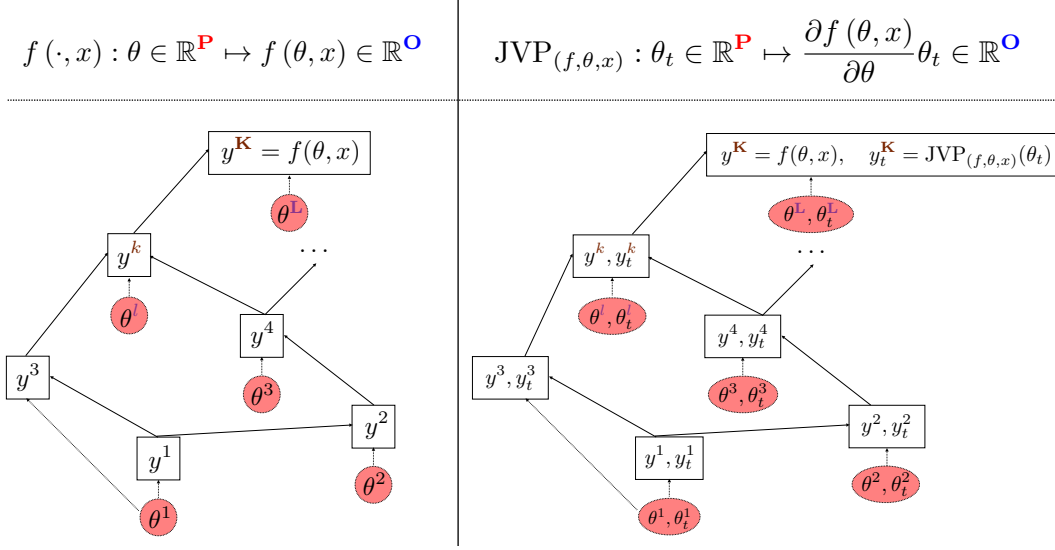 f (·, x) : θ ∈ ℝ^P ↦ f (θ, x) ∈ ℝ^O
y^K = f(θ, x)
θ^L
y^k
...
θ^l
y^4
y^3
θ^3
y^2
y^1
θ^2
θ^1
JVP_(f,θ,x) : θ_t ∈ ℝ^P ↦ ∂f (θ, x)/∂θ θ_t ∈ ℝ^O
y^K = f(θ, x), y_t^K = JVP_(f,θ,x)(θ_t)
θ^L, θ_t^L
y^k, y_t^k
...
θ^l, θ_t^l
y^4, y_t^4
y^3, y_t^3
θ^3, θ_t^3
y^2, y_t^2
y^1, y_t^1
θ^2, θ_t^2
θ^1, θ_t^1